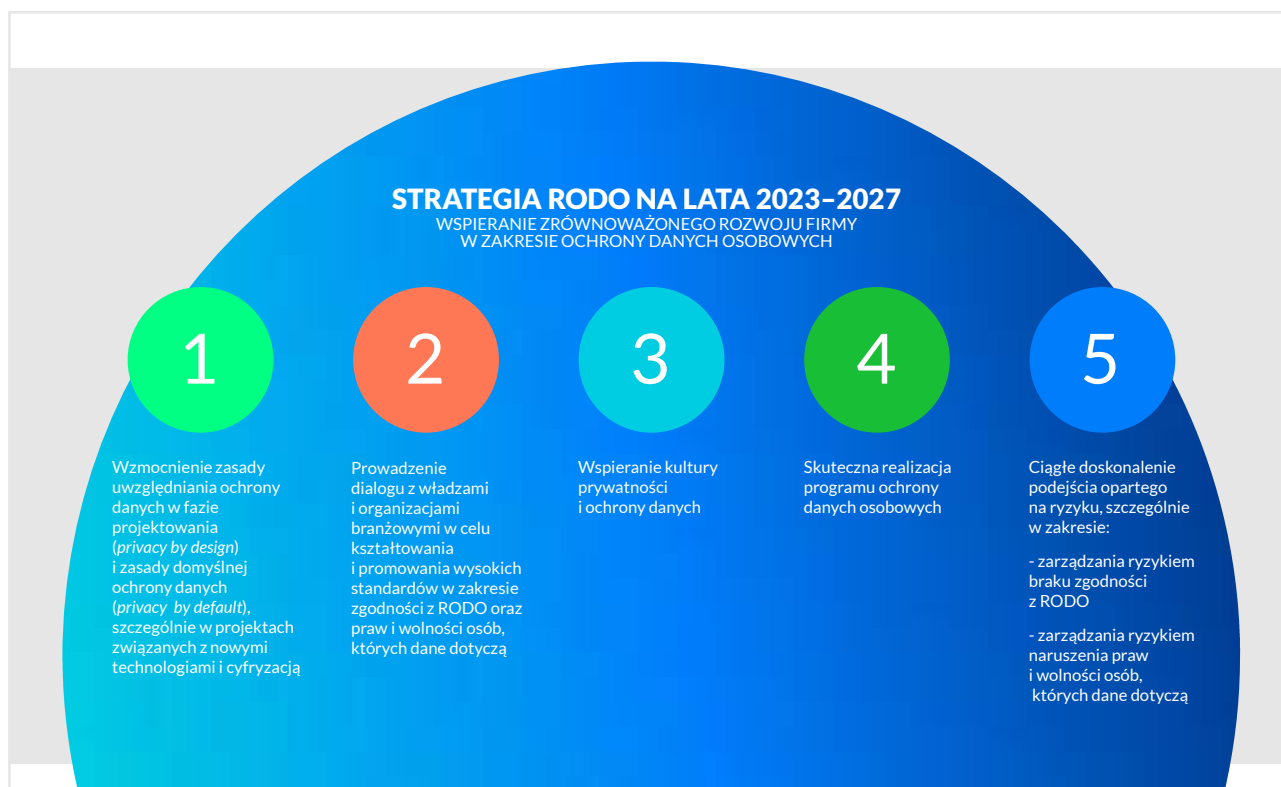 STRATEGIA RODO NA LATA 2023–2027
WSPIERANIE ZRÓWNOWAŻONEGO ROZWOJU FIRMY
W ZAKRESIE OCHRONY DANYCH OSOBOWYCH
1
Wzmocnienie zasady
uwzględniania ochrony
danych w fazie
projektowania
(privacy by design)
i zasady domyślnej
ochrony danych
(privacy by default),
szczególnie w projektach
związanych z nowymi
technologiami i cyfryzacją
2
Prowadzenie
dialogu z władzami
i organizacjami
branżowymi w celu
kształtowania
i promowania wysokich
standardów w zakresie
zgodności z RODO oraz
praw i wolności osób,
których dane dotyczą
3
Wspieranie kultury
prywatności
i ochrony danych
4
Skuteczna realizacja
programu ochrony
danych osobowych
5
Ciągłe doskonalenie
podejścia opartego
na ryzyku, szczególnie
w zakresie:
- zarządzania ryzykiem
braku zgodności
z RODO
- zarządzania ryzykiem
naruszenia praw
i wolności osób,
których dane dotyczą